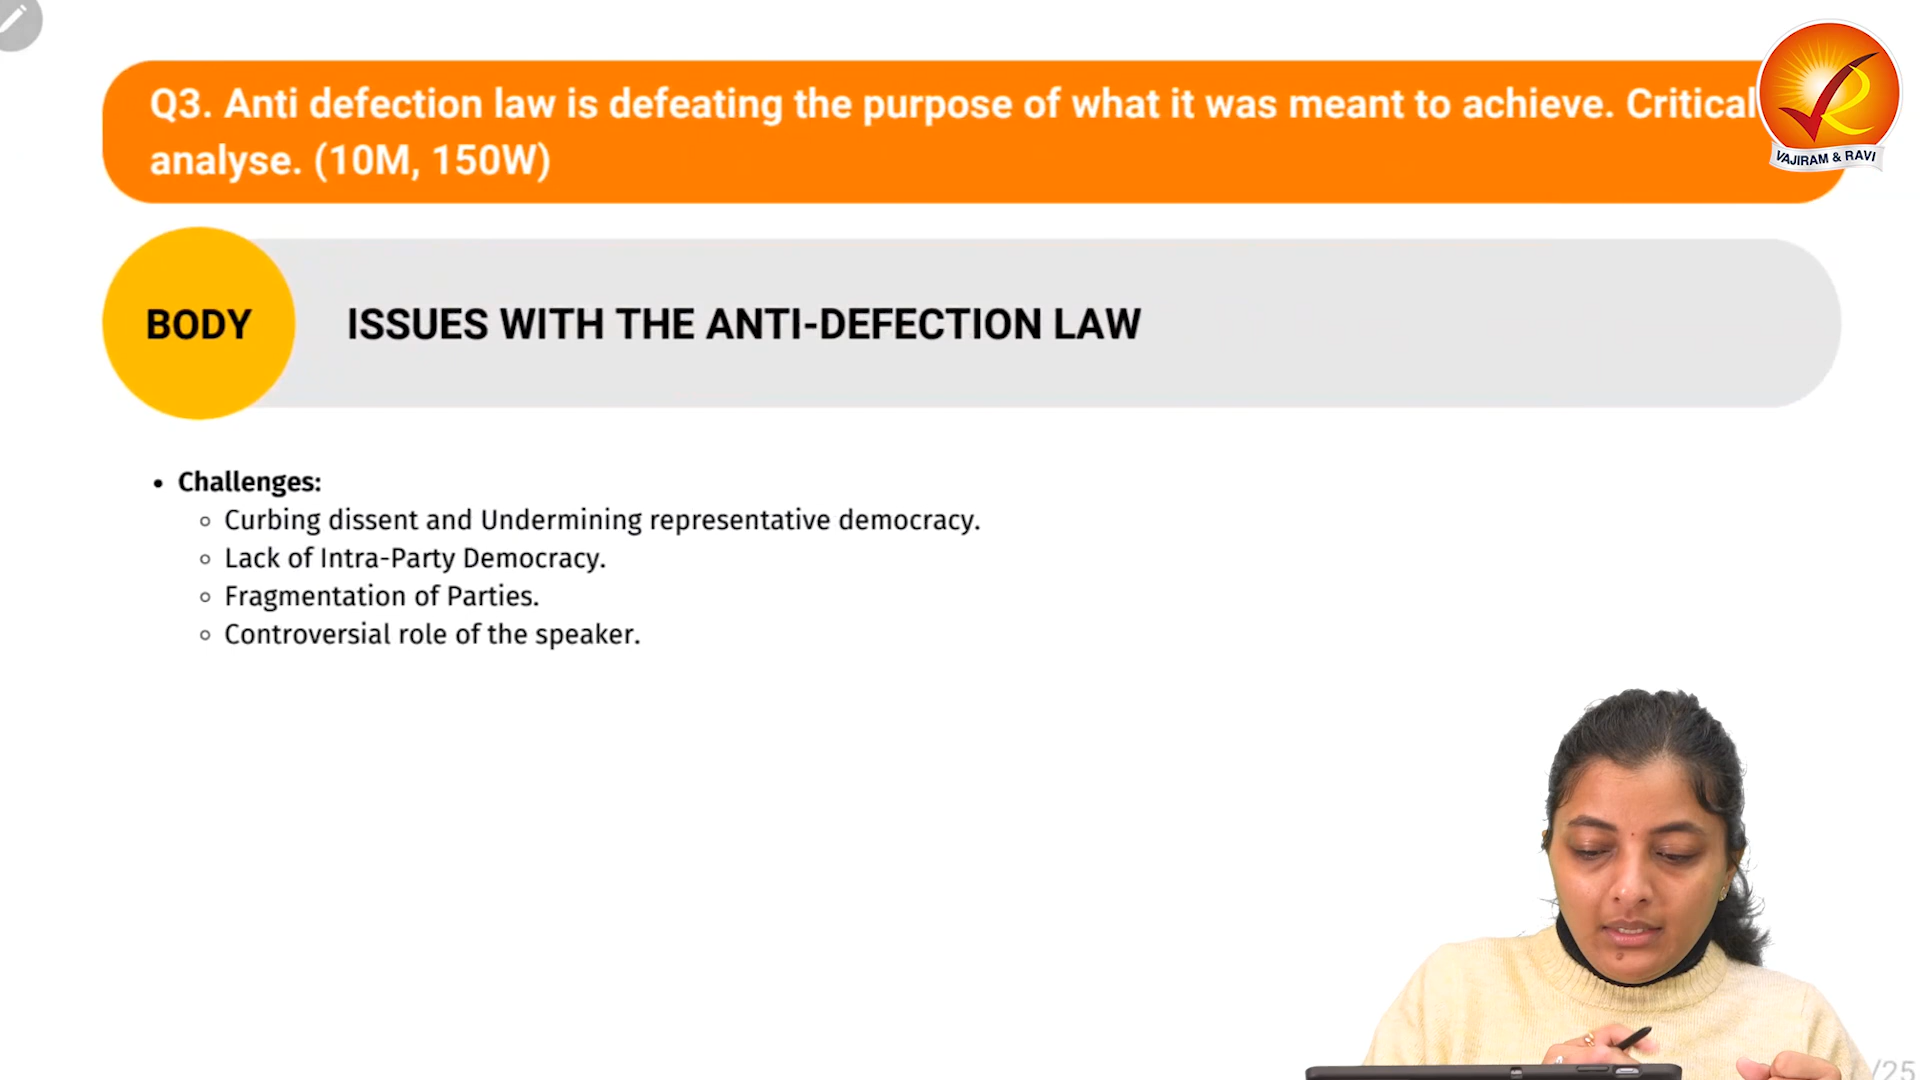 Q3. Anti defection law is defeating the purpose of what it was meant to achieve. Critical
analyse. (10M, 150W)
VAJIRAM & RAVI
BODY
ISSUES WITH THE ANTI-DEFECTION LAW
• Challenges:
○ Curbing dissent and Undermining representative democracy.
○ Lack of Intra-Party Democracy.
○ Fragmentation of Parties.
○ Controversial role of the speaker.
/25